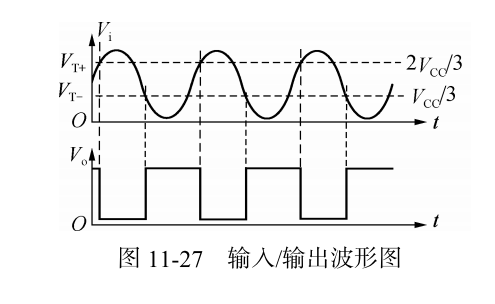 V_i
V_T+
2V_CC/3
V_T−
V_CC/3
O
t
V_o
O
t
图 11-27 输入/输出波形图